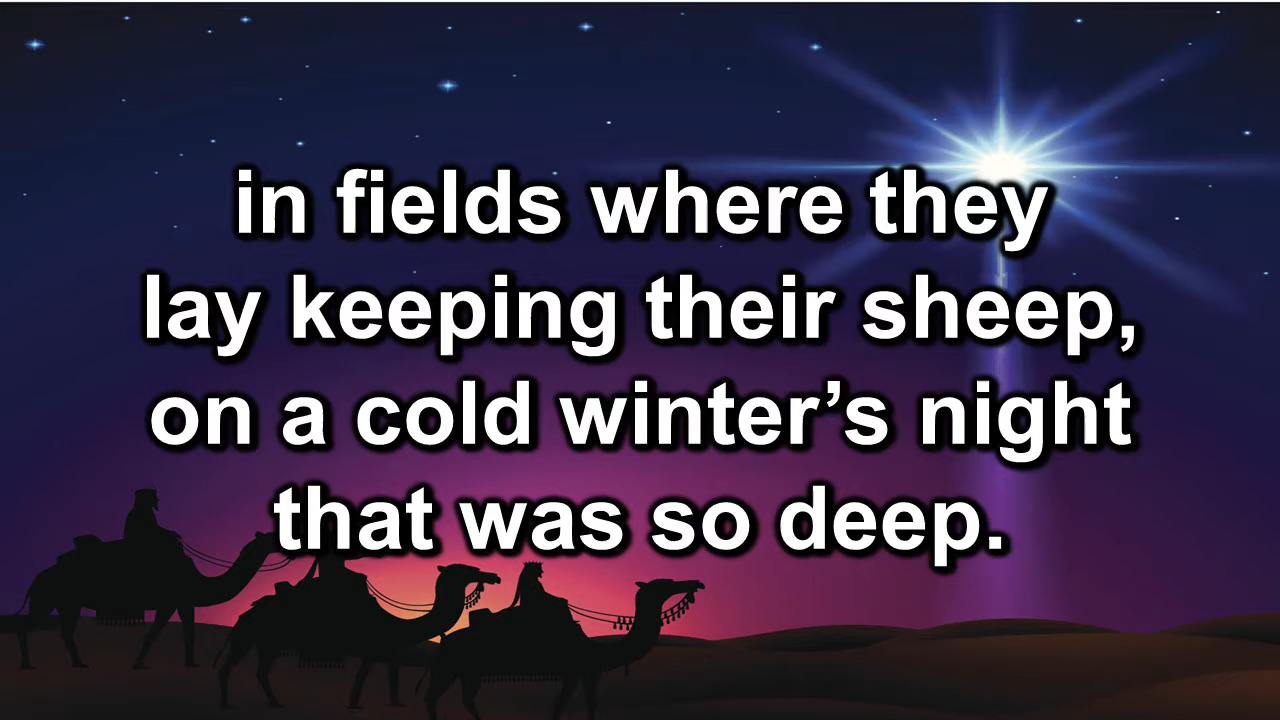 in fields where they
lay keeping their sheep,
on a cold winter’s night
that was so deep.